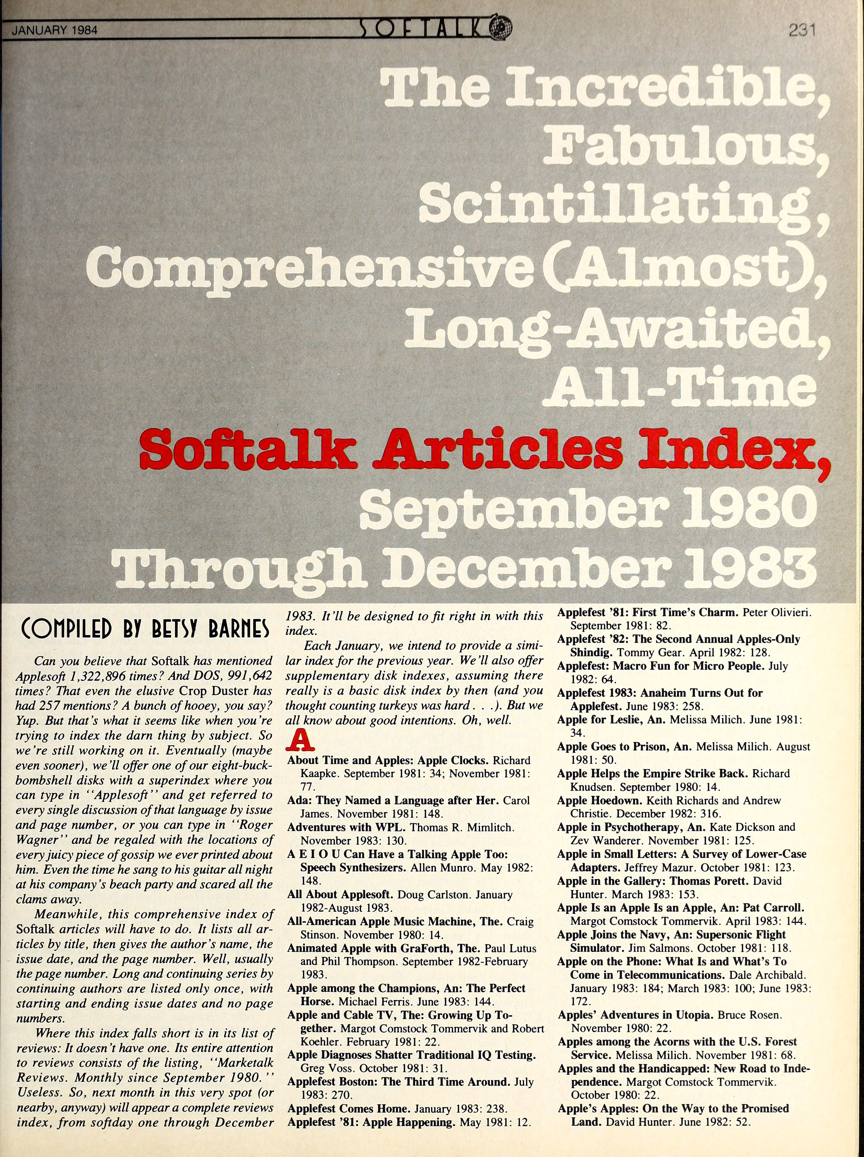 JANUARY 1984
SOFTALK
231
The Incredible,
Fabulous,
Scintillating,
Comprehensive (Almost),
Long-Awaited,
All-Time
Softalk Articles Index,
September 1980
Through December 1983
COMPILED BY BETSY BARNES
Can you believe that Softalk has mentioned
Applesoft 1,322,896 times? And DOS, 991,642
times? That even the elusive Crop Duster has
had 257 mentions? A bunch of hooey, you say?
Yup. But that's what it seems like when you're
trying to index the darn thing by subject. So
we're still working on it. Eventually (maybe
even sooner), we'll offer one of our eight-buck-
bombshell disks with a superindex where you
can type in ''Applesoft'' and get referred to
every single discussion of that language by issue
and page number, or you can type in ''Roger
Wagner'' and be regaled with the locations of
every juicy piece of gossip we ever printed about
him. Even the time he sang to his guitar all night
at his company's beach party and scared all the
clams away.
Meanwhile, this comprehensive index of
Softalk articles will have to do. It lists all ar-
ticles by title, then gives the author's name, the
issue date, and the page number. Well, usually
the page number. Long and continuing series by
continuing authors are listed only once, with
starting and ending issue dates and no page
numbers.
Where this index falls short is in its list of
reviews: It doesn't have one. Its entire attention
to reviews consists of the listing, ''Marketalk
Reviews. Monthly since September 1980.''
Useless. So, next month in this very spot (or
nearby, anyway) will appear a complete reviews
index, from softday one through December
1983. It'll be designed to fit right in with this
index.
Each January, we intend to provide a simi-
lar index for the previous year. We'll also offer
supplementary disk indexes, assuming there
really is a basic disk index by then (and you
thought counting turkeys was hard . . .). But we
all know about good intentions. Oh, well.
A
About Time and Apples: Apple Clocks. Richard
Kaapke. September 1981: 34; November 1981:
77.
Ada: They Named a Language after Her. Carol
James. November 1981: 148.
Adventures with WPL. Thomas R. Mimlitch.
November 1983: 130.
A E I O U Can Have a Talking Apple Too:
Speech Synthesizers. Allen Munro. May 1982:
148.
All About Applesoft. Doug Carlston. January
1982-August 1983.
All-American Apple Music Machine, The. Craig
Stinson. November 1980: 14.
Animated Apple with GraForth, The. Paul Lutus
and Phil Thompson. September 1982-February
1983.
Apple among the Champions, An: The Perfect
Horse. Michael Ferris. June 1983: 144.
Apple and Cable TV, The: Growing Up To-
gether. Margot Comstock Tommervik and Robert
Koehler. February 1981: 22.
Apple Diagnoses Shatter Traditional IQ Testing.
Greg Voss. October 1981: 31.
Applefest Boston: The Third Time Around. July
1983: 270.
Applefest Comes Home. January 1983: 238.
Applefest '81: Apple Happening. May 1981: 12.
Applefest '81: First Time's Charm. Peter Olivieri.
September 1981: 82.
Applefest '82: The Second Annual Apples-Only
Shindig. Tommy Gear. April 1982: 128.
Applefest: Macro Fun for Micro People. July
1982: 64.
Applefest 1983: Anaheim Turns Out for
Applefest. June 1983: 258.
Apple for Leslie, An. Melissa Milich. June 1981:
34.
Apple Goes to Prison, An. Melissa Milich. August
1981: 50.
Apple Helps the Empire Strike Back. Richard
Knudsen. September 1980: 14.
Apple Hoedown. Keith Richards and Andrew
Christie. December 1982: 316.
Apple in Psychotherapy, An. Kate Dickson and
Zev Wanderer. November 1981: 125.
Apple in Small Letters: A Survey of Lower-Case
Adapters. Jeffrey Mazur. October 1981: 123.
Apple in the Gallery: Thomas Porett. David
Hunter. March 1983: 153.
Apple Is an Apple Is an Apple, An: Pat Carroll.
Margot Comstock Tommervik. April 1983: 144.
Apple Joins the Navy, An: Supersonic Flight
Simulator. Jim Salmons. October 1981: 118.
Apple on the Phone: What Is and What's To
Come in Telecommunications. Dale Archibald.
January 1983: 184; March 1983: 100; June 1983:
172.
Apples' Adventures in Utopia. Bruce Rosen.
November 1980: 22.
Apples among the Acorns with the U.S. Forest
Service. Melissa Milich. November 1981: 68.
Apples and the Handicapped: New Road to Inde-
pendence. Margot Comstock Tommervik.
October 1980: 22.
Apple's Apples: On the Way to the Promised
Land. David Hunter. June 1982: 52.